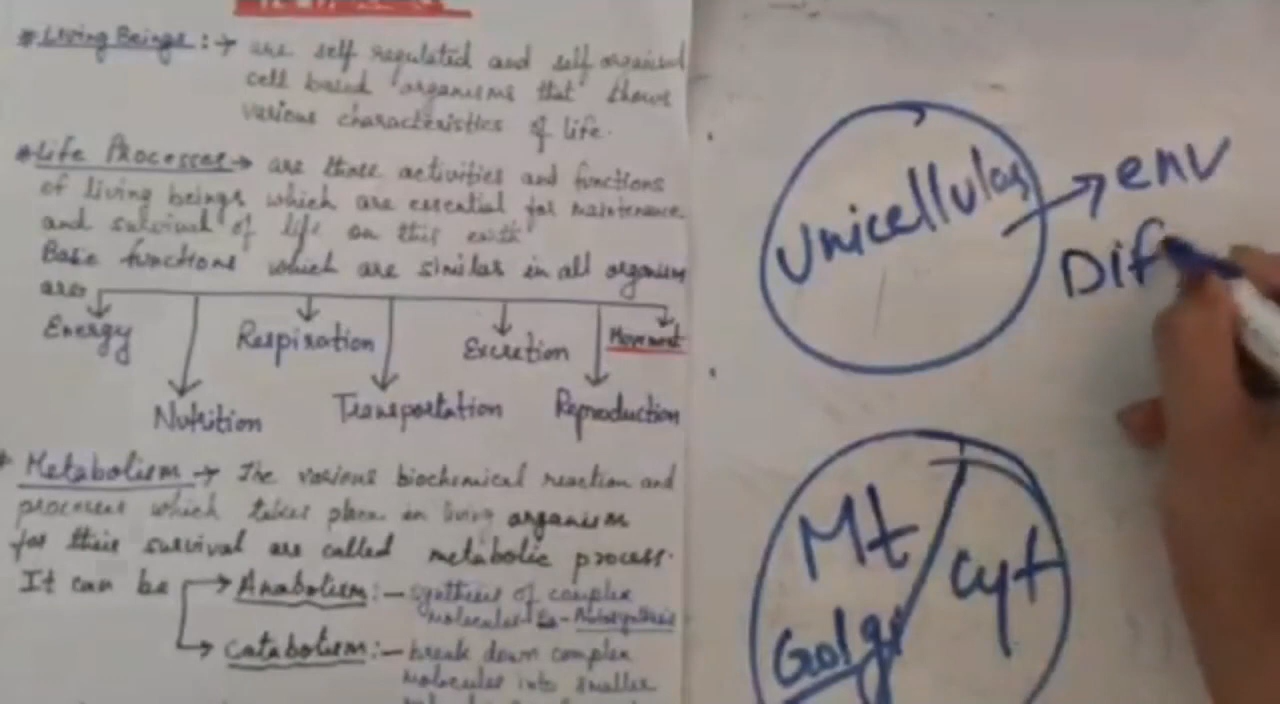 * Living Beings :→ are self regulated and self organised
cell based organisms that shows
various characteristics of life.
* Life Processes → are those activities and functions
of living beings which are essential for maintenance
and survival of life on this earth
Basic functions which are similar in all organism
are
Energy
Respiration
Excretion
Movement
Nutrition
Transportation
Reproduction
* Metabolism → The various biochemical reaction and
processes which takes place in living organism
for their survival are called metabolic process.
It can be → Anabolism :— synthesis of complex
molecules Ex - Photosynthesis
→ Catabolism :— break down complex
molecules into smaller
Unicellular → env
Dif
Mt
Cyt
Golgi